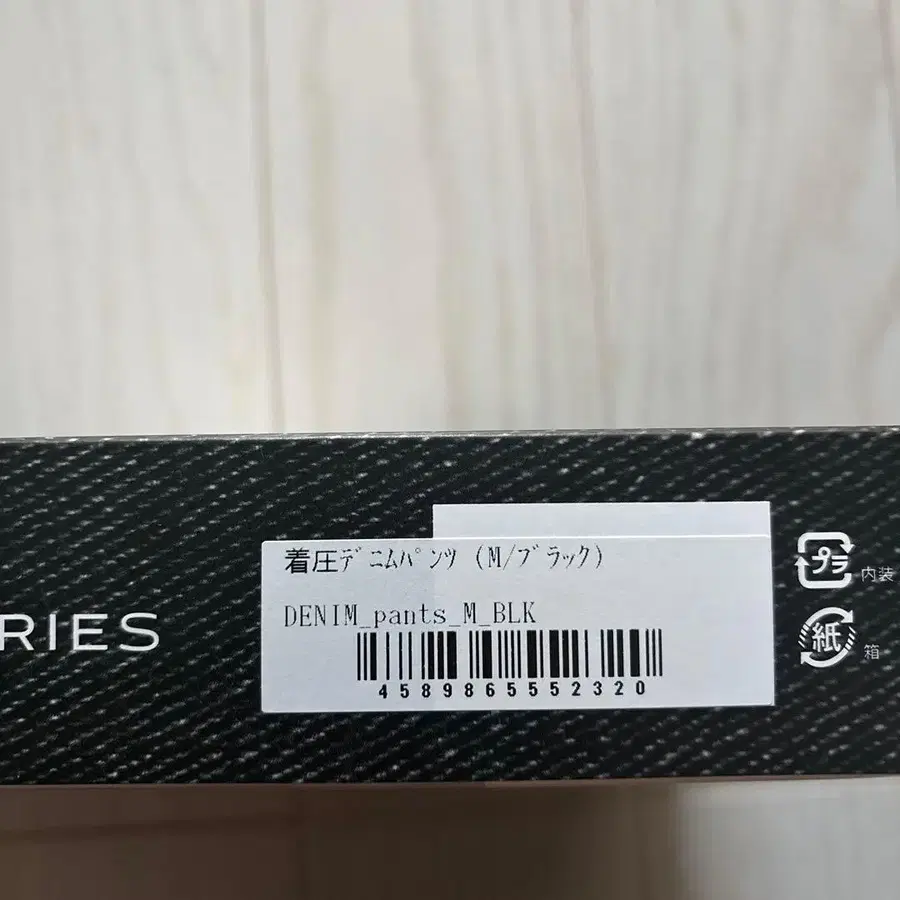 着圧ﾃﾞﾆﾑﾊﾟﾝﾂ (M/ﾌﾞﾗｯｸ)
DENIM_pants_M_BLK
4589865552320
RIES
プラ 内装
紙 箱